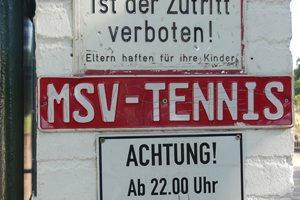 ist der Zutritt
verboten!
Eltern haften für ihre Kinder
MSV-TENNIS
ACHTUNG!
Ab 22.00 Uhr